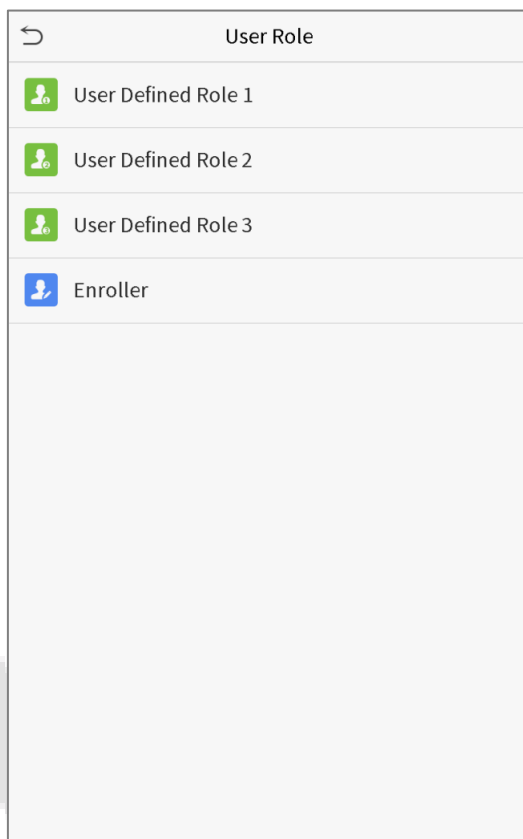 User Role
User Defined Role 1
User Defined Role 2
User Defined Role 3
Enroller